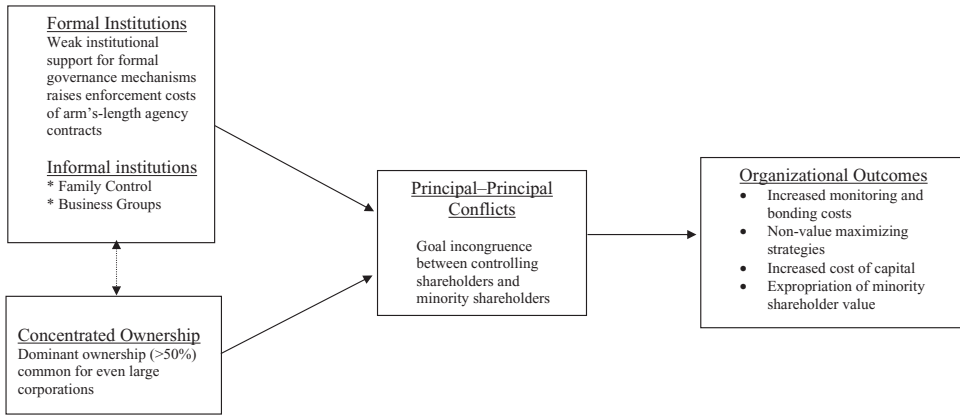 Formal Institutions
Weak institutional
support for formal
governance mechanisms
raises enforcement costs
of arm's-length agency
contracts
Informal institutions
* Family Control
* Business Groups
Concentrated Ownership
Dominant ownership (>50%)
common for even large
corporations
Principal–Principal
Conflicts
Goal incongruence
between controlling
shareholders and
minority shareholders
Organizational Outcomes
• Increased monitoring and
bonding costs
• Non-value maximizing
strategies
• Increased cost of capital
• Expropriation of minority
shareholder value